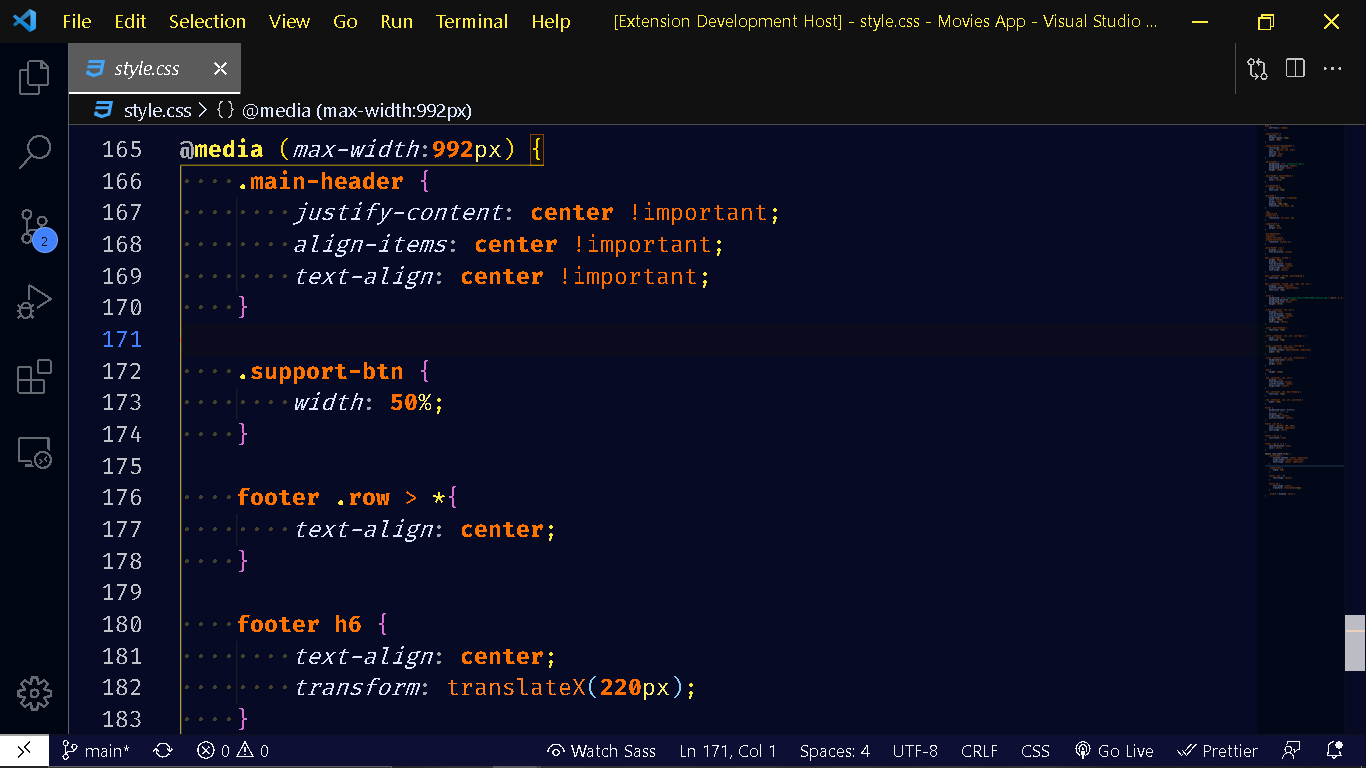 File Edit Selection View Go Run Terminal Help [Extension Development Host] - style.css - Movies App - Visual Studio ...
style.css
style.css > {} @media (max-width:992px)
165 @media (max-width:992px) {
166 .main-header {
167 justify-content: center !important;
168 align-items: center !important;
169 text-align: center !important;
170 }
171
172 .support-btn {
173 width: 50%;
174 }
175
176 footer .row > *{
177 text-align: center;
178 }
179
180 footer h6 {
181 text-align: center;
182 transform: translateX(220px);
183 }
2
main* 0 0 Watch Sass Ln 171, Col 1 Spaces: 4 UTF-8 CRLF CSS Go Live Prettier